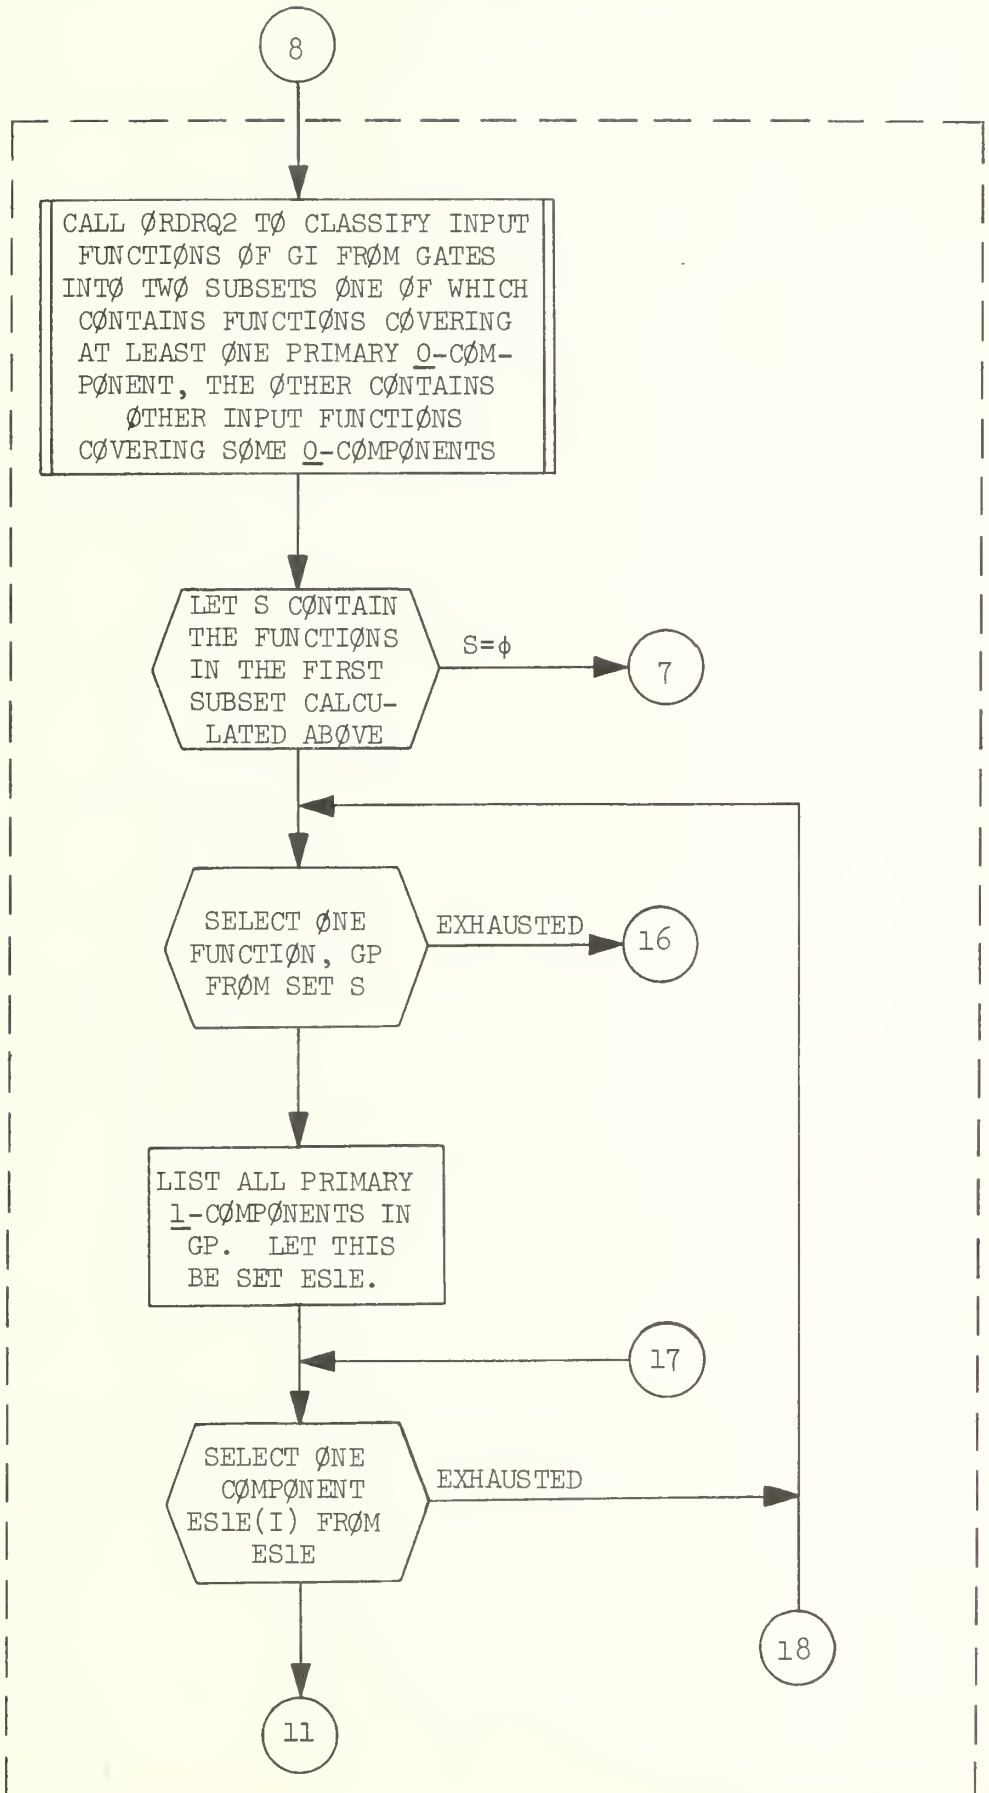 8
CALL ØRDRQ2 TØ CLASSIFY INPUT
FUNCTIØNS ØF GI FRØM GATES
INTØ TWØ SUBSETS ØNE ØF WHICH
CØNTAINS FUNCTIØNS CØVERING
AT LEAST ØNE PRIMARY 0-CØM-
PØNENT, THE ØTHER CØNTAINS
ØTHER INPUT FUNCTIØNS
CØVERING SØME 0-CØMPØNENTS
LET S CØNTAIN
THE FUNCTIØNS
IN THE FIRST
SUBSET CALCU-
LATED ABØVE
S=ϕ
7
SELECT ØNE
FUNCTIØN, GP
FRØM SET S
EXHAUSTED
16
LIST ALL PRIMARY
1-CØMPØNENTS IN
GP. LET THIS
BE SET ES1E.
17
SELECT ØNE
CØMPØNENT
ES1E(I) FRØM
ES1E
EXHAUSTED
18
11